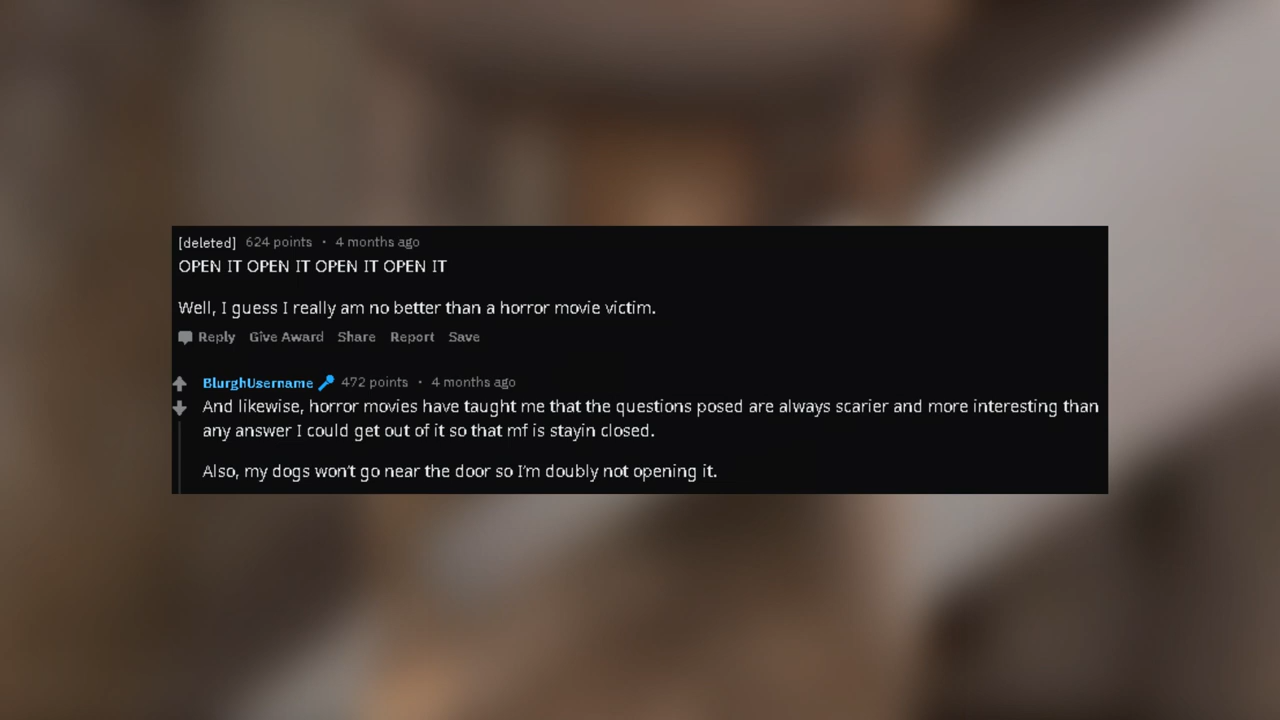 [deleted] 624 points · 4 months ago
OPEN IT OPEN IT OPEN IT OPEN IT
Well, I guess I really am no better than a horror movie victim.
Reply Give Award Share Report Save
BlurghUsername 472 points · 4 months ago
And likewise, horror movies have taught me that the questions posed are always scarier and more interesting than
any answer I could get out of it so that mf is stayin closed.
Also, my dogs won't go near the door so I'm doubly not opening it.